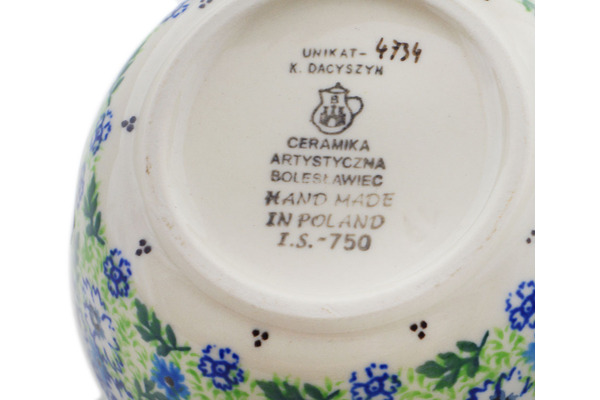 UNIKAT- 4734
K. DACYSZYN
CERAMIKA
ARTYSTYCZNA
BOLESŁAWIEC
HAND MADE
IN POLAND
I.S.-750